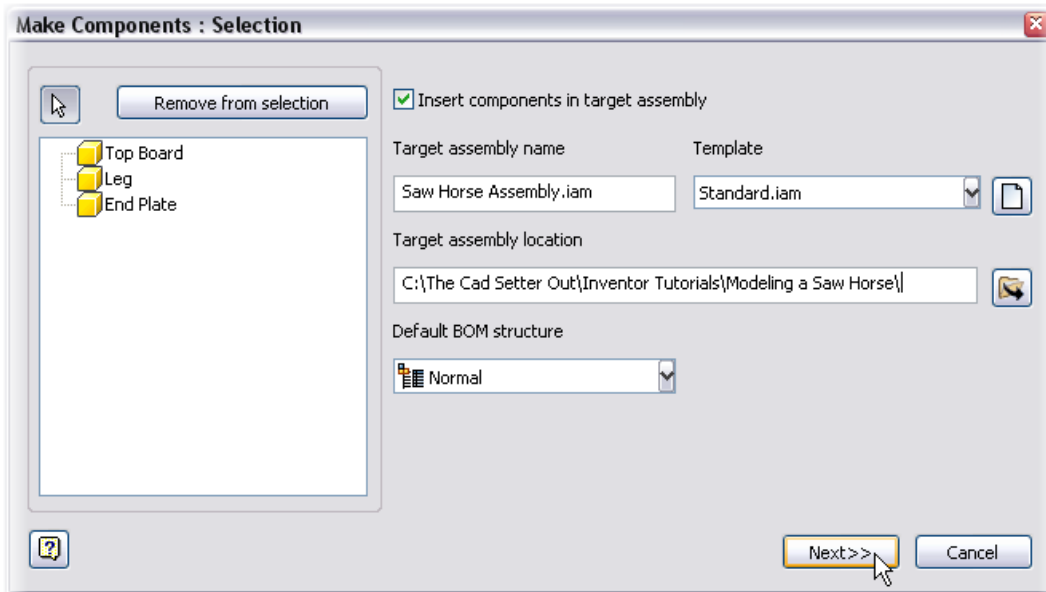 Make Components : Selection
Remove from selection
Top Board
Leg
End Plate
Insert components in target assembly
Target assembly name
Template
Saw Horse Assembly.iam
Standard.iam
Target assembly location
C:\The Cad Setter Out\Inventor Tutorials\Modeling a Saw Horse\
Default BOM structure
Normal
Next>>
Cancel